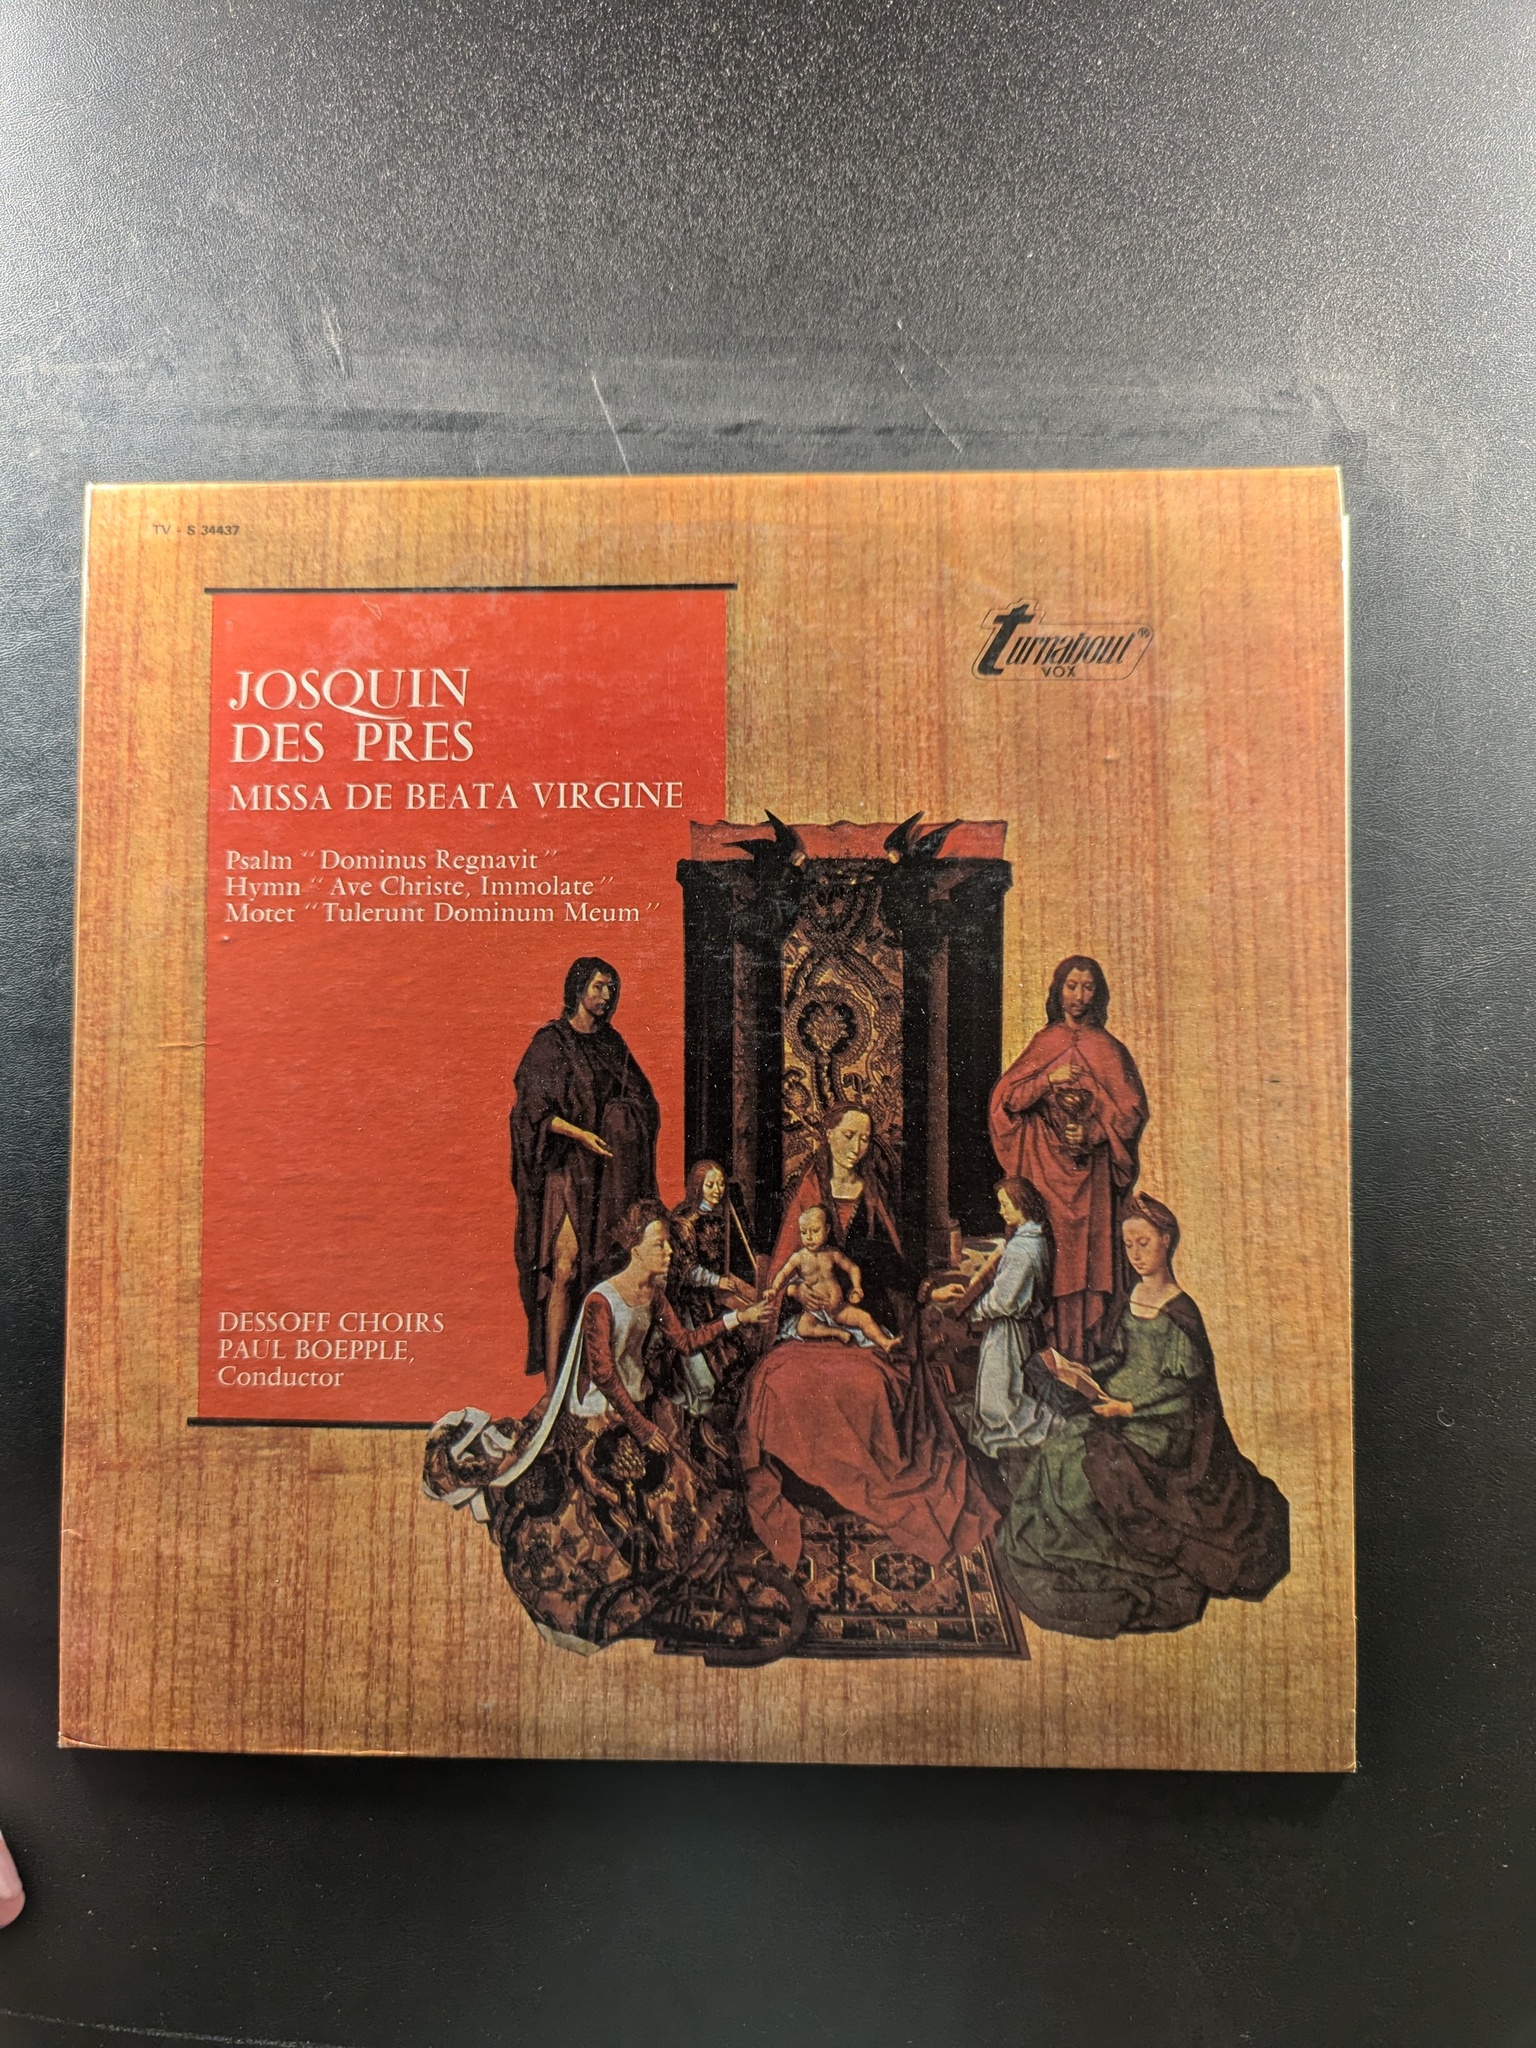 TV - S 34437
turnabout®
VOX
JOSQUIN
DES PRES
MISSA DE BEATA VIRGINE
Psalm "Dominus Regnavit"
Hymn "Ave Christe, Immolate"
Motet "Tulerunt Dominum Meum"
DESSOFF CHOIRS
PAUL BOEPPLE,
Conductor